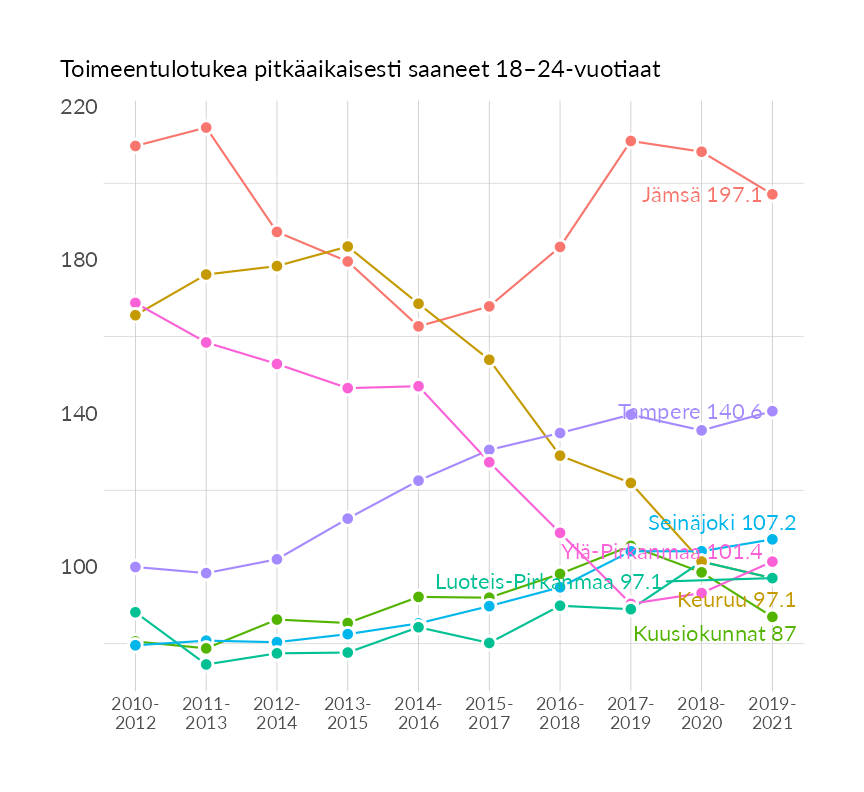 Toimeentulotukea pitkäaikaisesti saaneet 18–24-vuotiaat
220
180
140
100
Jämsä 197.1
Tampere 140.6
Seinäjoki 107.2
Ylä-Pirkanmaa 101.4
Luoteis-Pirkanmaa 97.1
Keuruu 97.1
Kuusiokunnat 87
2010- 2011- 2012- 2013- 2014- 2015- 2016- 2017- 2018- 2019-
2012 2013 2014 2015 2016 2017 2018 2019 2020 2021